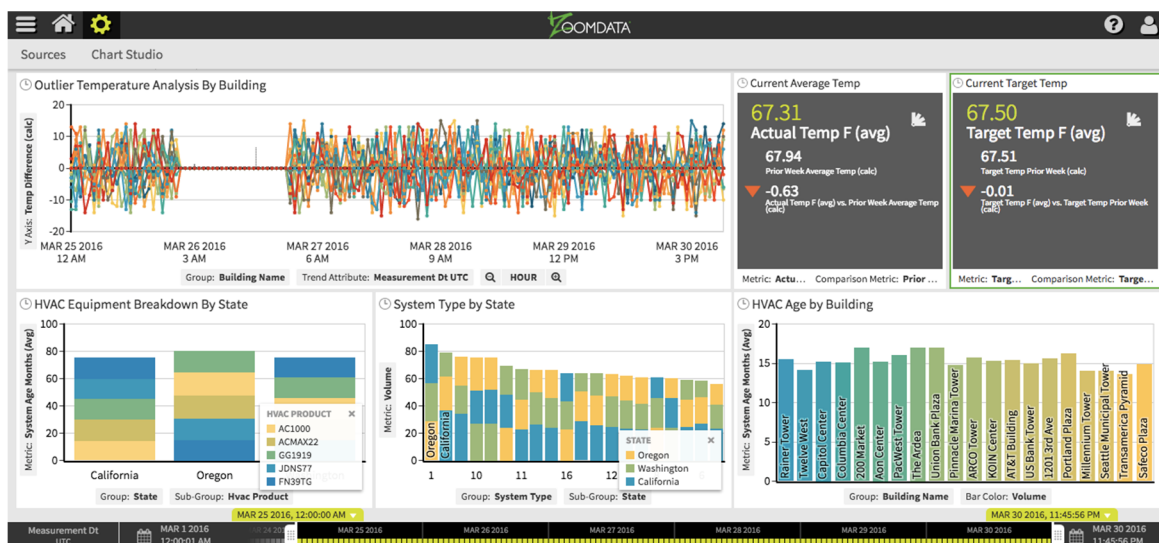 ZOOMDATA
Sources Chart Studio
Outlier Temperature Analysis By Building
Y Axis: Temp Difference (calc)
20
10
0
-10
-20
MAR 25 2016 MAR 26 2016 MAR 27 2016 MAR 28 2016 MAR 29 2016 MAR 30 2016
12 AM 3 AM 6 AM 9 AM 12 PM 3 PM
Group: Building Name Trend Attribute: Measurement Dt UTC HOUR
Current Average Temp
67.31
Actual Temp F (avg)
67.94
Prior Week Average Temp (calc)
-0.63
Actual Temp F (avg) vs. Prior Week Average Temp
(calc)
Metric: Actu... Comparison Metric: Prior ...
Current Target Temp
67.50
Target Temp F (avg)
67.51
Target Temp Prior Week (calc)
-0.01
Target Temp F (avg) vs. Target Temp Prior Week
(calc)
Metric: Targ... Comparison Metric: Targe...
HVAC Equipment Breakdown By State
Metric: System Age Months (Avg)
100
80
60
40
20
0
California Oregon
HVAC PRODUCT
AC1000
ACMAX22
GG1919
JDNS77
FN39TG
Group: State Sub-Group: Hvac Product
System Type by State
Metric: Volume
100
80
60
40
20
0
Oregon
California
1 10 11 16 12
STATE
Oregon
Washington
California
Group: System Type Sub-Group: State
HVAC Age by Building
Metric: System Age Months (Avg)
20
15
10
5
0
Rainer Tower
Twelve West
Capitol Center
Columbia Center
2000 Market
Aon Center
PacWest Tower
The Ardea
Union Bank Plaza
Pinnacle Marina Tower
ARCO Tower
KOIN Center
AT&T Building
US Bank Tower
1201 3rd Ave
Portland Plaza
Millennium Tower
Seattle Municipal Tower
Transamerica Pyramid
Safeco Plaza
Group: Building Name Bar Color: Volume
MAR 25 2016, 12:00:00 AM MAR 30 2016, 11:45:56 PM
Measurement Dt
UTC
MAR 1 2016
12:00:01 AM
MAR 25 2016 MAR 26 2016 MAR 27 2016 MAR 28 2016 MAR 29 2016 MAR 30 2016
MAR 30 2016
11:45:56 PM